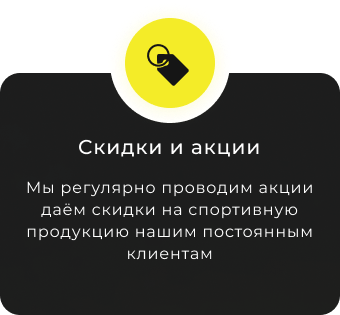 Скидки и акции
Мы регулярно проводим акции
даём скидки на спортивную
продукцию нашим постоянным
клиентам